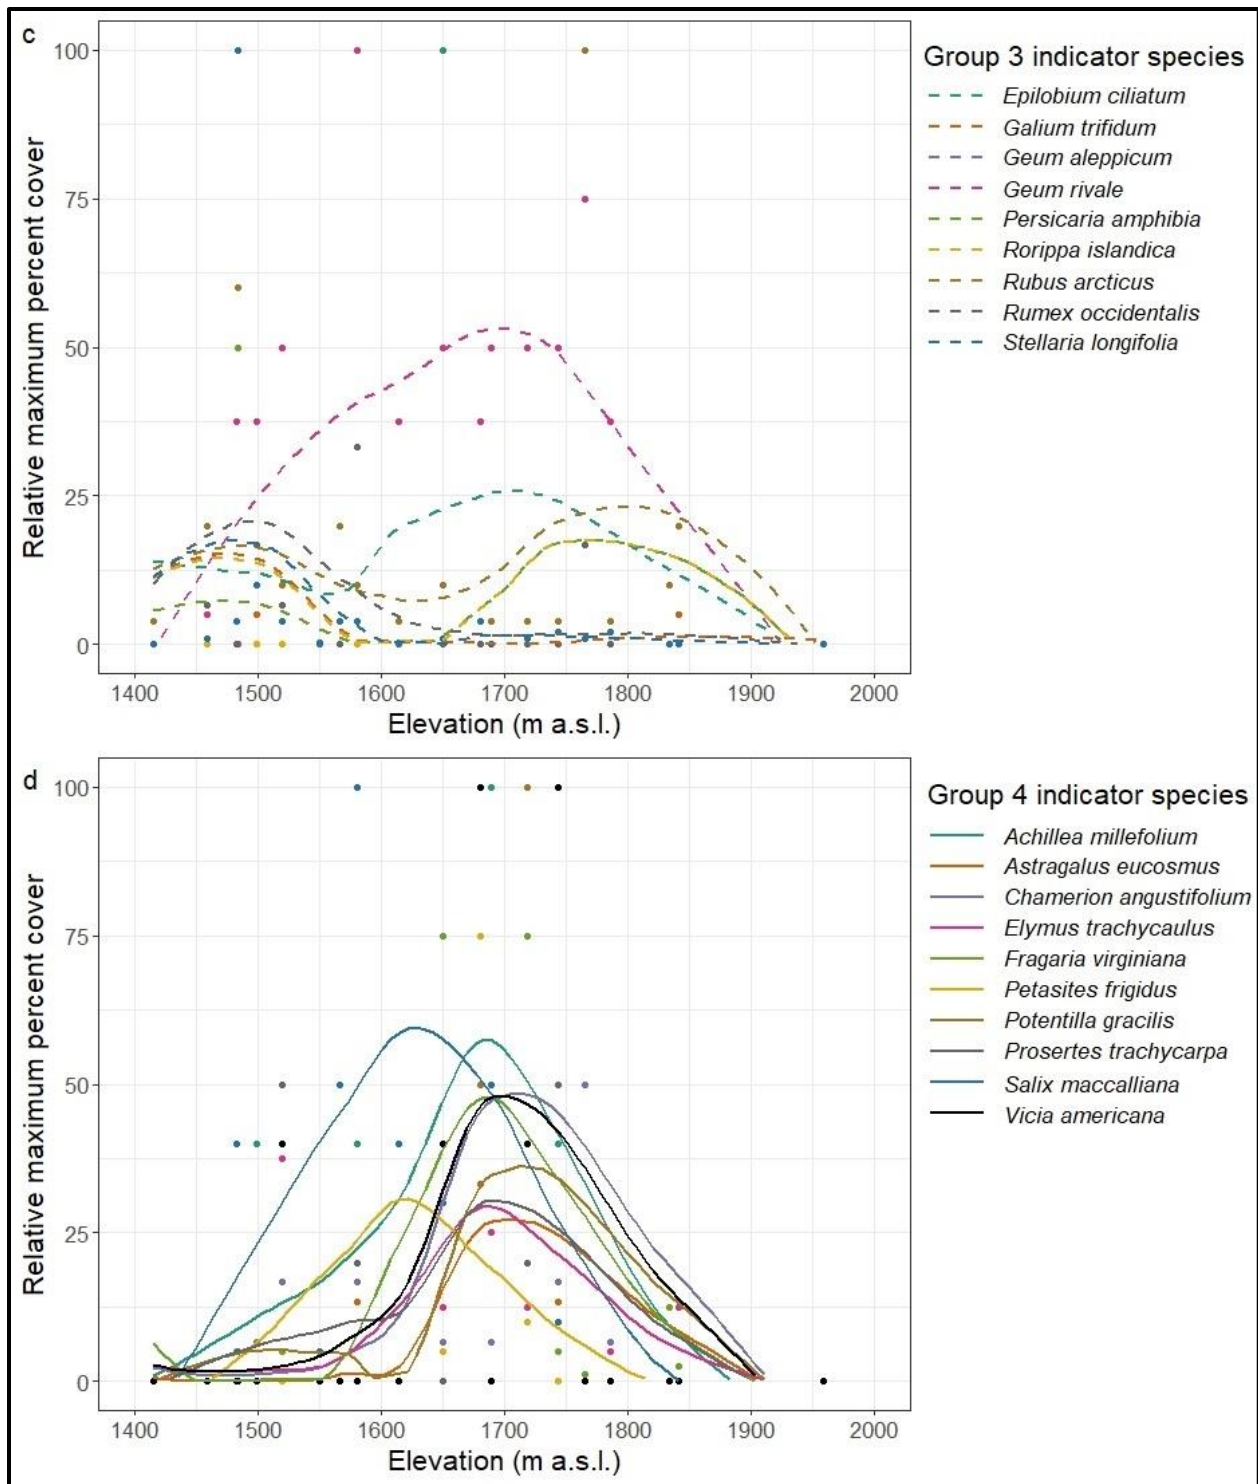 c
Group 3 indicator species
Epilobium ciliatum
Galium trifidum
Geum aleppicum
Geum rivale
Persicaria amphibia
Rorippa islandica
Rubus arcticus
Rumex occidentalis
Stellaria longifolia
Relative maximum percent cover
100
75
50
25
0
1400 1500 1600 1700 1800 1900 2000
Elevation (m a.s.l.)
d
Group 4 indicator species
Achillea millefolium
Astragalus eucosmus
Chamerion angustifolium
Elymus trachycaulus
Fragaria virginiana
Petasites frigidus
Potentilla gracilis
Prosertes trachycarpa
Salix maccalliana
Vicia americana
Relative maximum percent cover
100
75
50
25
0
1400 1500 1600 1700 1800 1900 2000
Elevation (m a.s.l.)